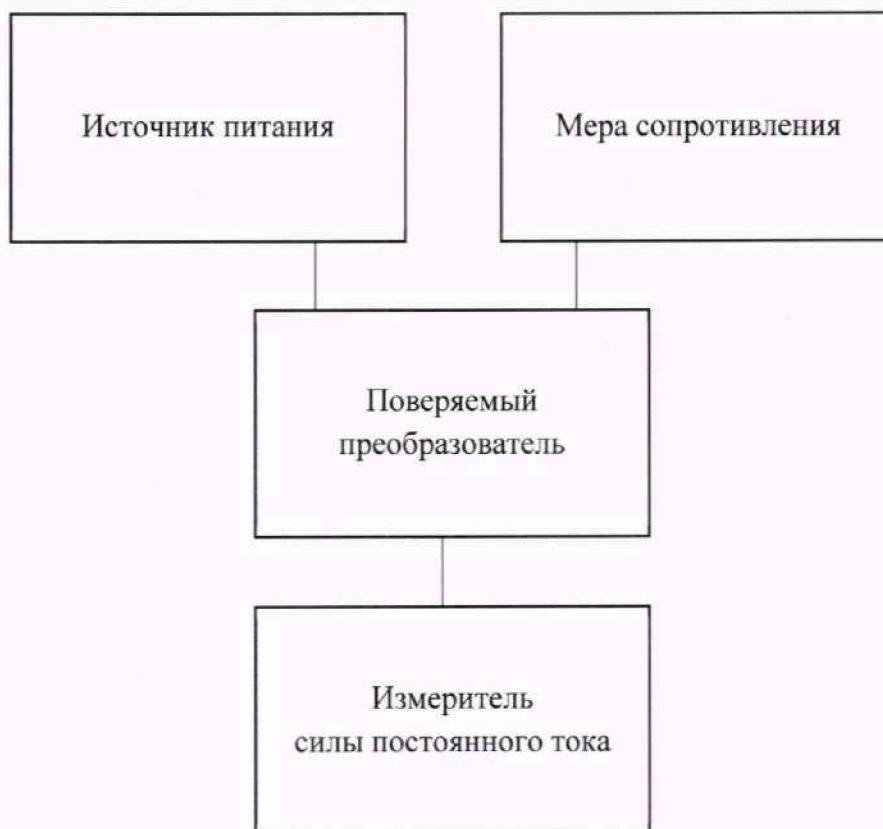 Источник питания
Мера сопротивления
Поверяемый
преобразователь
Измеритель
силы постоянного тока